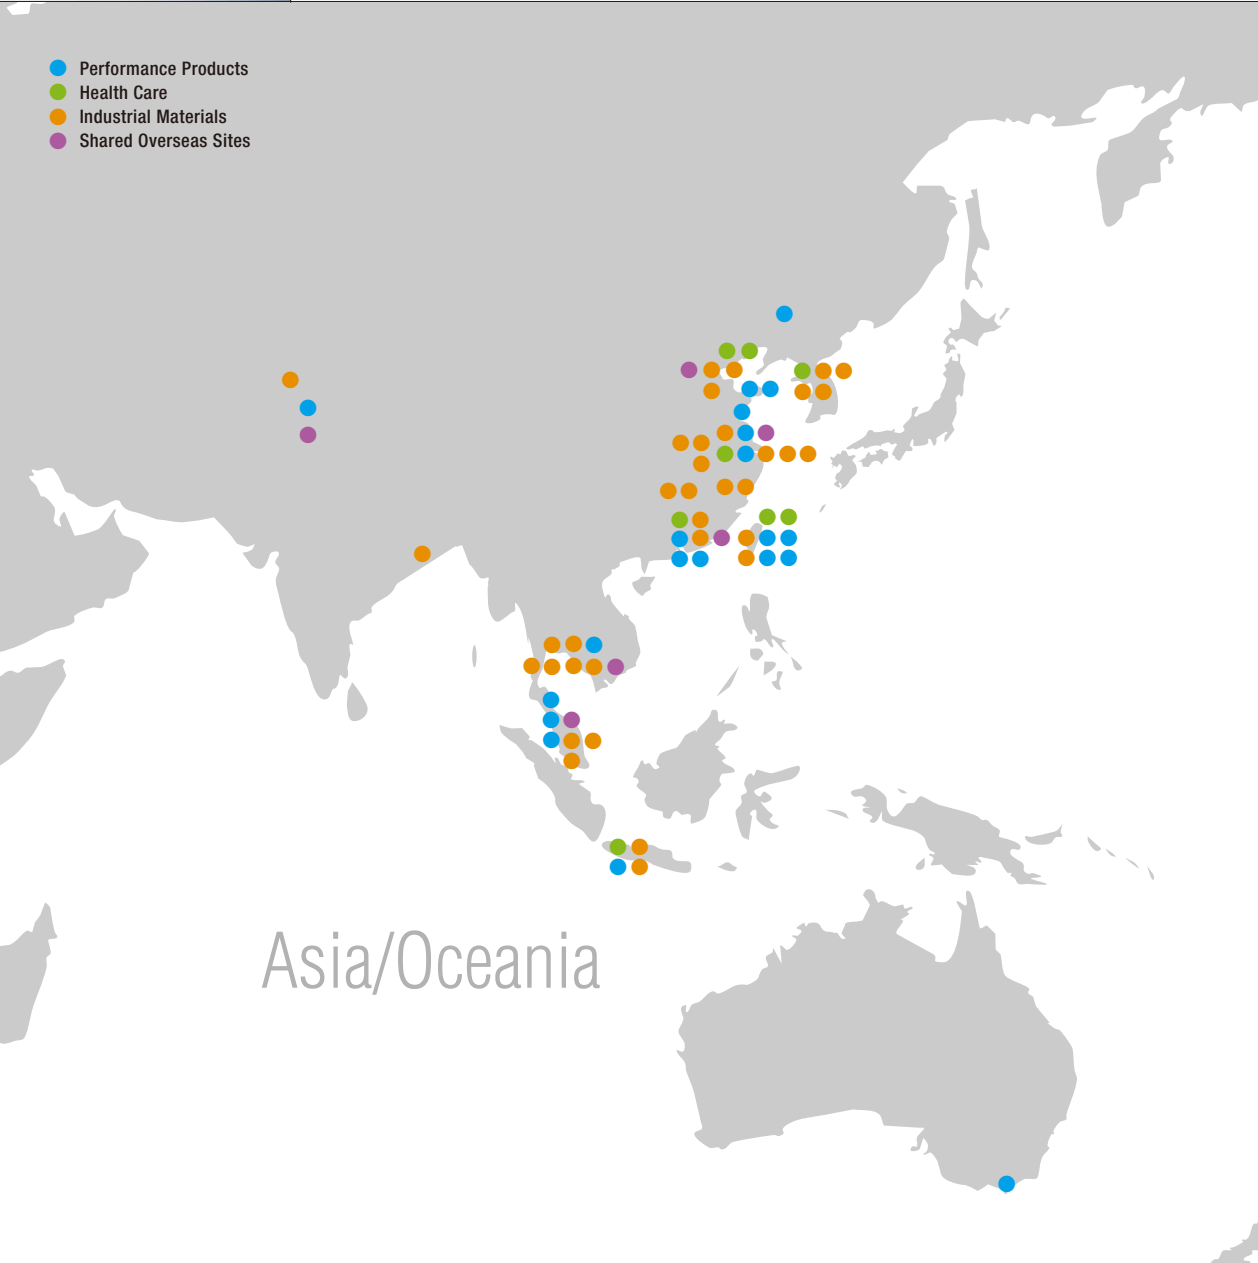 Performance Products
Health Care
Industrial Materials
Shared Overseas Sites
Asia/Oceania